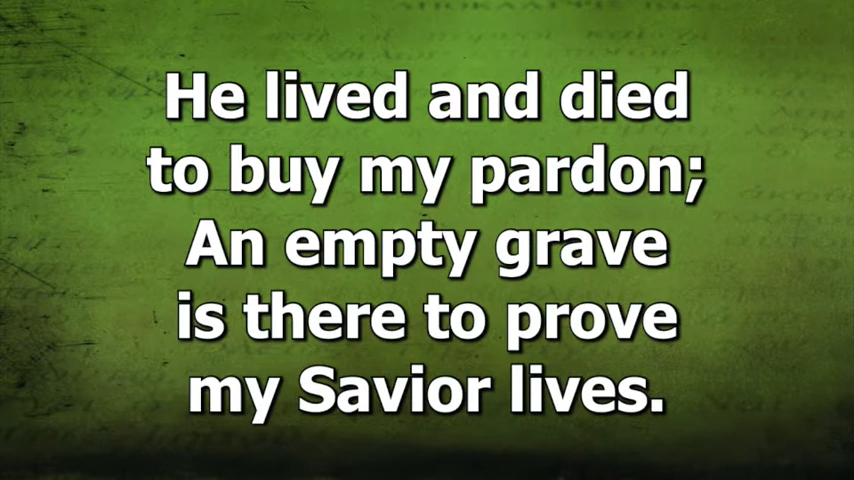 He lived and died
to buy my pardon;
An empty grave
is there to prove
my Savior lives.